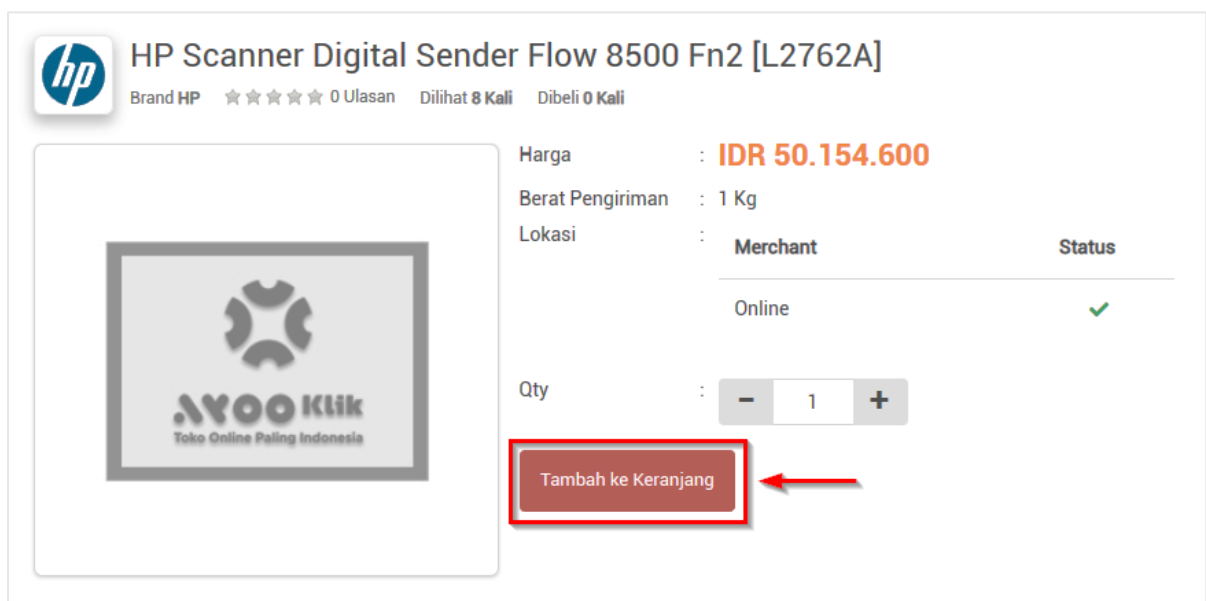 hp
HP Scanner Digital Sender Flow 8500 Fn2 [L2762A]
Brand HP 0 Ulasan Dilihat 8 Kali Dibeli 0 Kali
AYOO Klik
Toko Online Paling Indonesia
Harga : IDR 50.154.600
Berat Pengiriman : 1 Kg
Lokasi :
Merchant Status
Online
Qty : - 1 +
Tambah ke Keranjang